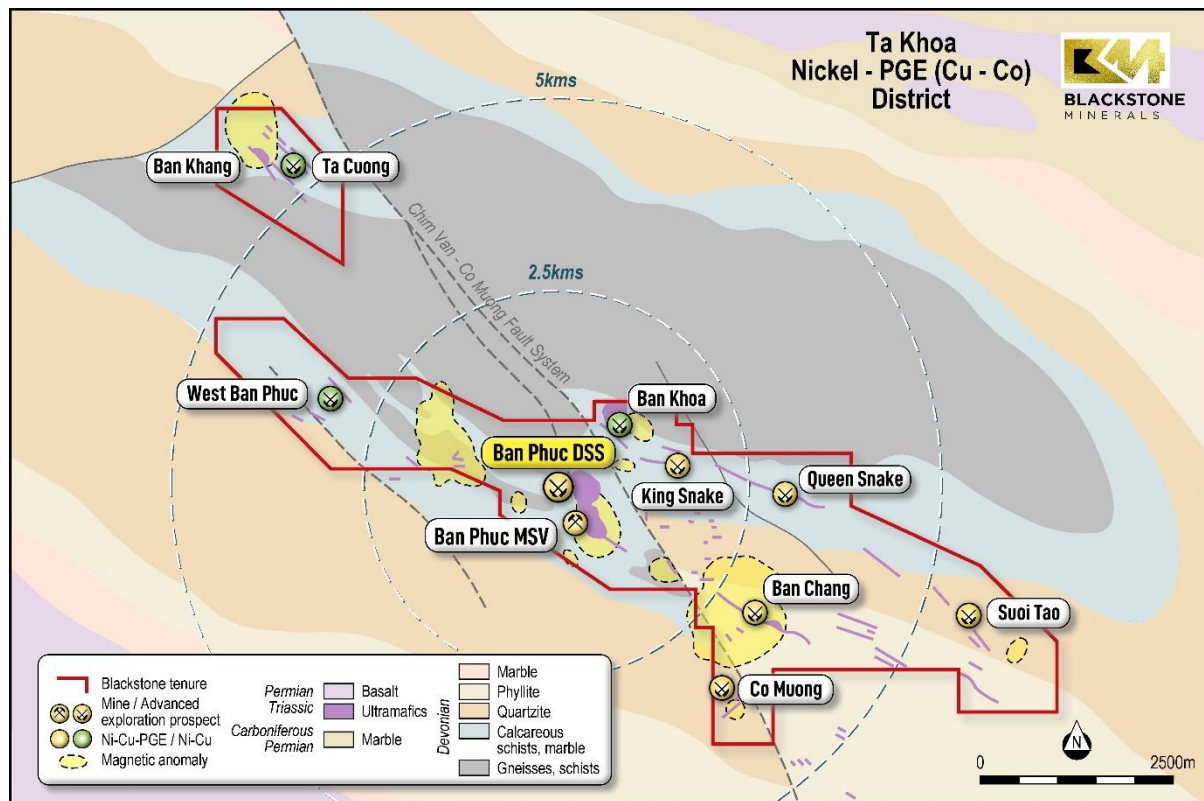 Ta Khoa
Nickel - PGE (Cu - Co)
District
BLACKSTONE
MINERALS
5kms
Ban Khang
Ta Cuong
Chim Van - Co Muong Fault System
2.5kms
West Ban Phuc
Ban Khoa
Ban Phuc DSS
King Snake
Queen Snake
Ban Phuc MSV
Ban Chang
Suoi Tao
Co Muong
Blackstone tenure
Mine / Advanced
exploration prospect
Ni-Cu-PGE / Ni-Cu
Magnetic anomaly
Permian
Triassic
Basalt
Ultramafics
Carboniferous
Permian
Marble
Devonian
Marble
Phyllite
Quartzite
Calcareous
schists, marble
Gneisses, schists
N
0
2500m